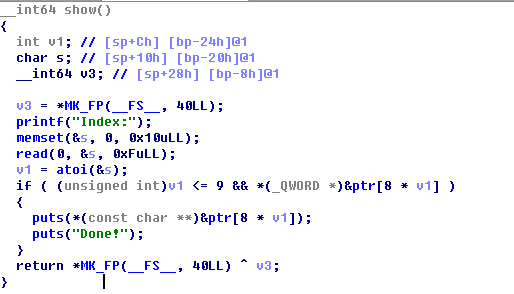 __int64 show()
{
  int v1; // [sp+Ch] [bp-24h]@1
  char s; // [sp+10h] [bp-20h]@1
  __int64 v3; // [sp+28h] [bp-8h]@1

  v3 = *MK_FP(__FS__, 40LL);
  printf("Index:");
  memset(&s, 0, 0x10uLL);
  read(0, &s, 0xFuLL);
  v1 = atoi(&s);
  if ( (unsigned int)v1 <= 9 && *(_QWORD *)&ptr[8 * v1] )
  {
    puts(*(const char **)&ptr[8 * v1]);
    puts("Done!");
  }
  return *MK_FP(__FS__, 40LL) ^ v3;
}